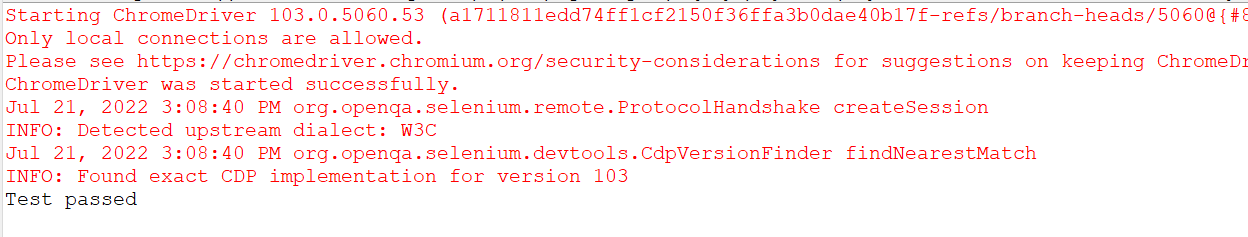 Starting ChromeDriver 103.0.5060.53 (a1711811edd74ff1cf2150f36ffa3b0dae40b17f-refs/branch-heads/5060@{#8
Only local connections are allowed.
Please see https://chromedriver.chromium.org/security-considerations for suggestions on keeping ChromeDr
ChromeDriver was started successfully.
Jul 21, 2022 3:08:40 PM org.openqa.selenium.remote.ProtocolHandshake createSession
INFO: Detected upstream dialect: W3C
Jul 21, 2022 3:08:40 PM org.openqa.selenium.devtools.CdpVersionFinder findNearestMatch
INFO: Found exact CDP implementation for version 103
Test passed